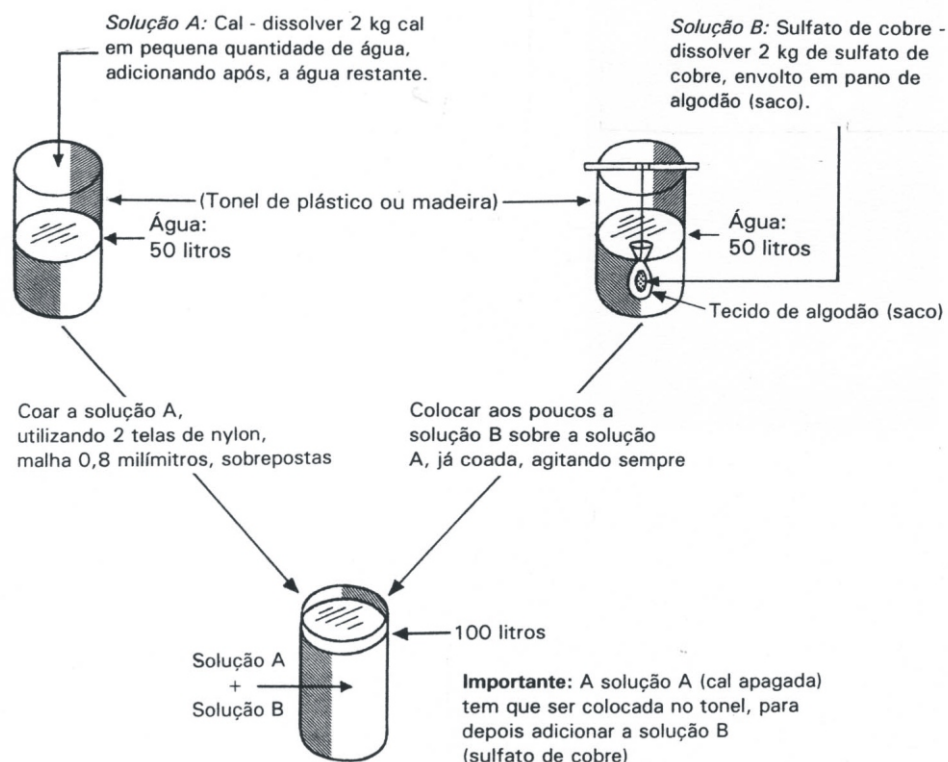 Solução A: Cal - dissolver 2 kg cal
em pequena quantidade de água,
adicionando após, a água restante.
Solução B: Sulfato de cobre -
dissolver 2 kg de sulfato de
cobre, envolto em pano de
algodão (saco).
(Tonel de plástico ou madeira)
Água:
50 litros
Água:
50 litros
Tecido de algodão (saco)
Coar a solução A,
utilizando 2 telas de nylon,
malha 0,8 milímitros, sobrepostas
Colocar aos poucos a
solução B sobre a solução
A, já coada, agitando sempre
100 litros
Solução A
+
Solução B
Importante: A solução A (cal apagada)
tem que ser colocada no tonel, para
depois adicionar a solução B
(sulfato de cobre)